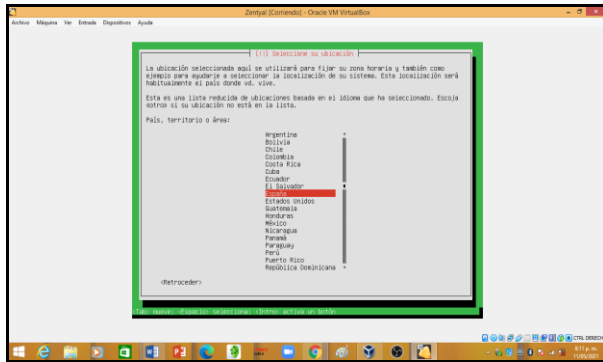 Zentyal [Corriendo] - Oracle VM VirtualBox
Archivo Máquina Ver Entrada Dispositivos Ayuda
[!!] Seleccione su ubicación
La ubicación seleccionada aquí se utilizará para fijar su zona horaria y también como
ejemplo para ayudarle a seleccionar la localización de su sistema. Esta localización será
habitualmente el país donde vd. vive.
Esta es una lista reducida de ubicaciones basada en el idioma que ha seleccionado. Escoja
«otro» si su ubicación no está en la lista.
País, territorio o área:
Argentina
Bolivia
Chile
Colombia
Costa Rica
Cuba
Ecuador
El Salvador
España
Estados Unidos
Guatemala
Honduras
México
Nicaragua
Panamá
Paraguay
Perú
Puerto Rico
República Dominicana
<Retroceder>
<Tab> mueve; <Espacio> selecciona; <Intro> activa un botón
CTRL DERECHA
8:11 p. m.
11/05/2021